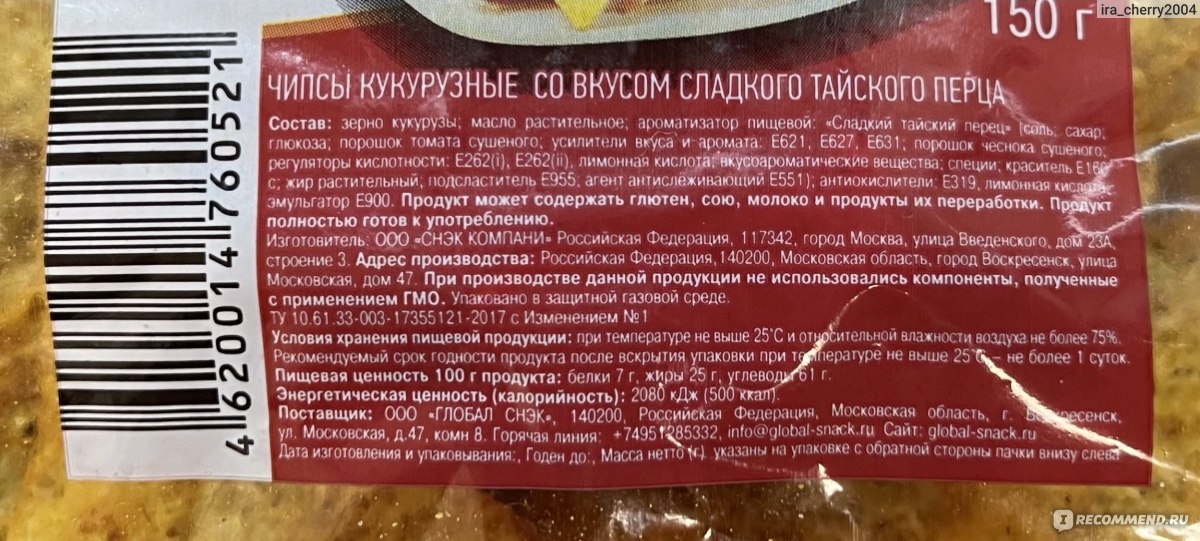 ira_cherry2004
150 г
ЧИПСЫ КУКУРУЗНЫЕ СО ВКУСОМ СЛАДКОГО ТАЙСКОГО ПЕРЦА
Состав: зерно кукурузы; масло растительное; ароматизатор пищевой: «Сладкий тайский перец» (соль; сахар;
глюкоза; порошок томата сушеного; усилители вкуса и аромата: Е621, Е627, Е631; порошок чеснока сушеного;
регуляторы кислотности: Е262(i), Е262(ii), лимонная кислота; вкусоароматические вещества; специи; краситель Е160
с; жир растительный; подсластитель Е955; агент антислёживающий Е551); антиокислители: Е319, лимонная кислота;
эмульгатор Е900. Продукт может содержать глютен, сою, молоко и продукты их переработки. Продукт
полностью готов к употреблению.
Изготовитель: ООО «СНЭК КОМПАНИ» Российская Федерация, 117342, город Москва, улица Введенского, дом 23А,
строение 3. Адрес производства: Российская Федерация, 140200, Московская область, город Воскресенск, улица
Московская, дом 47. При производстве данной продукции не использовались компоненты, полученные
с применением ГМО. Упаковано в защитной газовой среде.
ТУ 10.61.33-003-17355121-2017 с Изменением №1
Условия хранения пищевой продукции: при температуре не выше 25°С и относительной влажности воздуха не более 75%.
Рекомендуемый срок годности продукта после вскрытия упаковки при температуре не выше 25°С – не более 1 суток.
Пищевая ценность 100 г продукта: белки 7 г, жиры 25 г, углеводы 61 г.
Энергетическая ценность (калорийность): 2080 кДж (500 ккал).
Поставщик: ООО «ГЛОБАЛ СНЭК», 140200, Российская Федерация, Московская область, г. Воскресенск,
ул. Московская, д.47, комн 8. Горячая линия: +74951285332, info@global-snack.ru Сайт: global-snack.ru
Дата изготовления и упаковывания:, Годен до:, Масса нетто (г) указаны на упаковке с обратной стороны пачки внизу слева
4 620014 760521
I RECOMMEND.RU